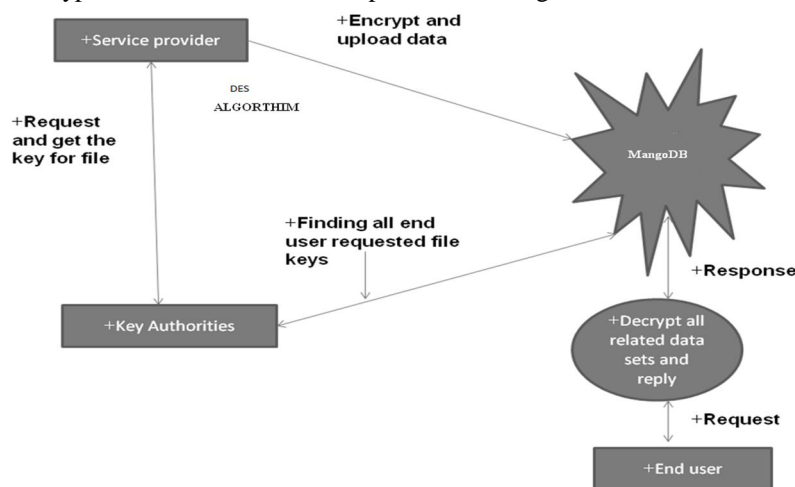 +Service provider
+Encrypt and
upload data
DES
ALGORTHIM
+Request
and get the
key for file
MangoDB
+Finding all end
user requested file
keys
+Response
+Key Authorities
+Decrypt all
related data
sets and
reply
+Request
+End user